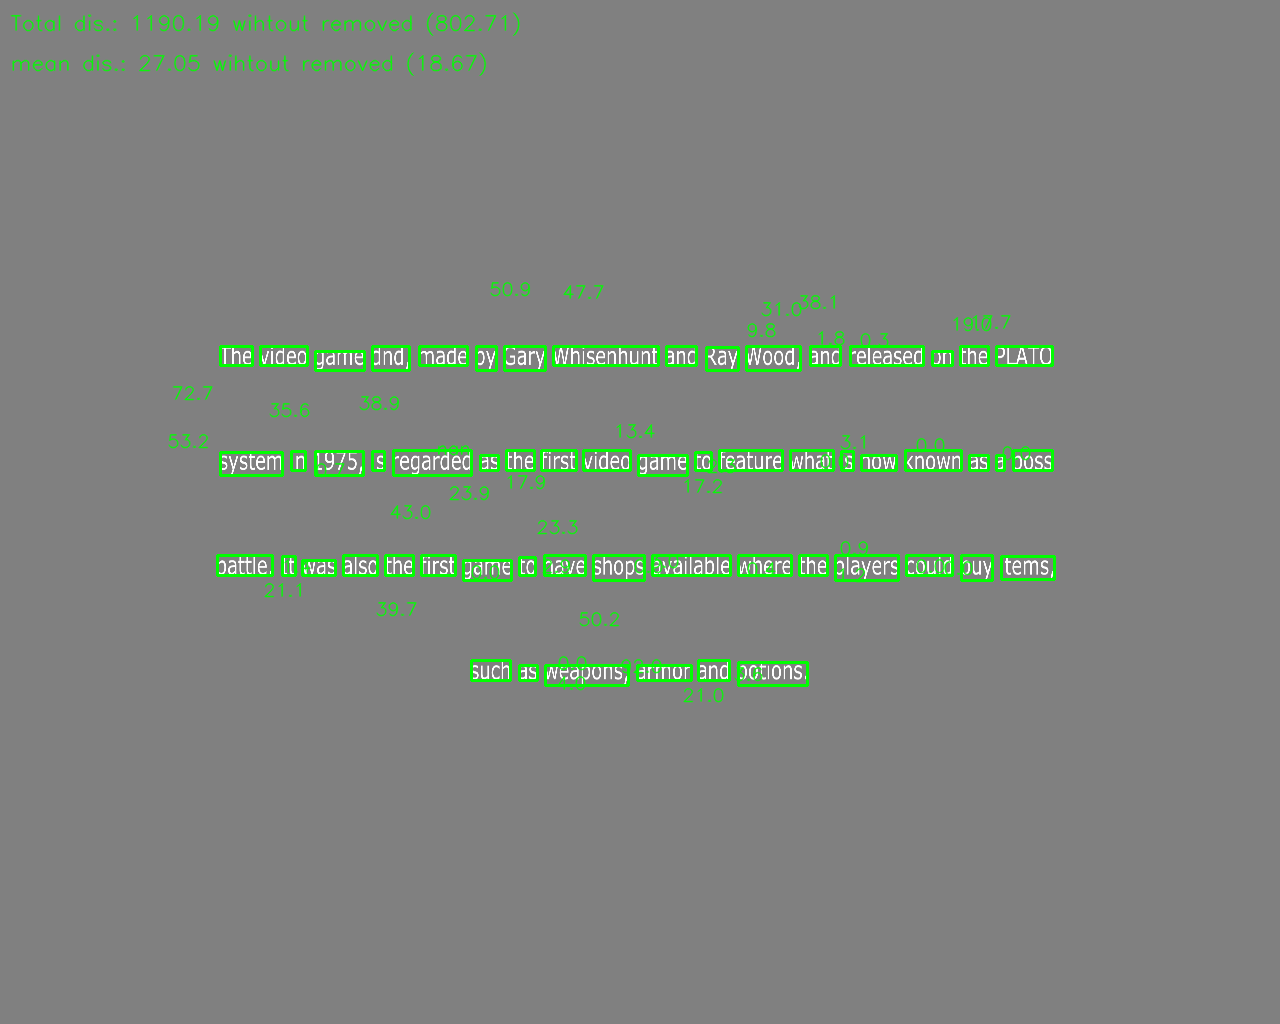 Total dis.: 1190.19 wihtout removed (802.71)
mean dis.: 27.05 wihtout removed (18.67)
50.9 47.7
31.0 38.1
9.8 1.8 0.3 17.7
The video game dnd, made by Gary Whisenhunt and Ray Wood, and released on the PLATO
72.7 35.6 38.9
53.2 13.4 3.1 0.0
system in 1975, is regarded as the first video game to feature what is now known as a boss
23.9 17.9 17.2
43.0 23.3
0.9
battle. It was also the first game to have shops available where the players could buy items,
21.1 39.7 50.2
such as weapons, armor and potions.
21.0